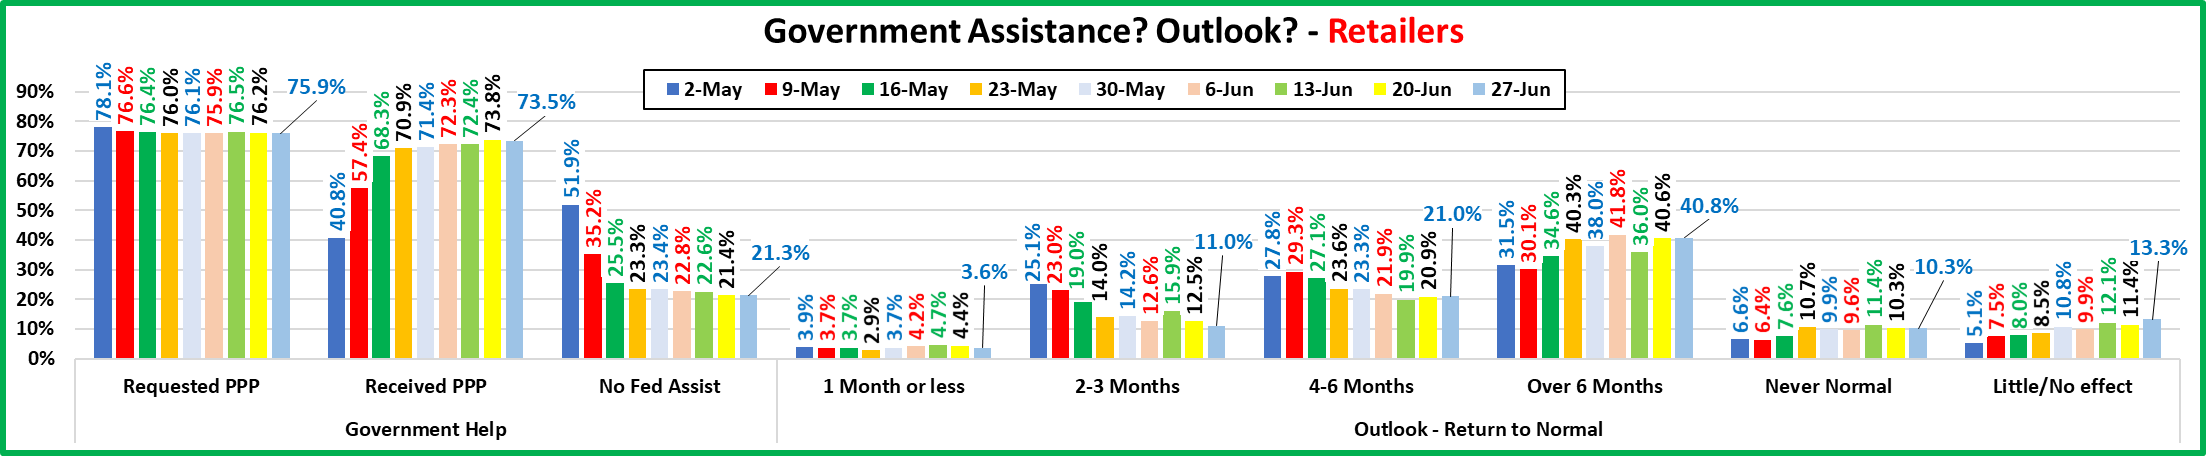 Government Assistance? Outlook? - Retailers
2-May 9-May 16-May 23-May 30-May 6-Jun 13-Jun 20-Jun 27-Jun
90%
80%
70%
60%
50%
40%
30%
20%
10%
0%
78.1% 76.6% 76.4% 76.0% 76.1% 75.9% 76.5% 76.2% 75.9%
40.8% 57.4% 68.3% 70.9% 71.4% 72.3% 72.4% 73.8% 73.5%
51.9% 35.2% 25.5% 23.3% 23.4% 22.8% 22.6% 21.4% 21.3%
3.9% 3.7% 3.7% 2.9% 3.7% 4.2% 4.7% 4.4% 3.6%
25.1% 23.0% 19.0% 14.0% 14.2% 12.6% 15.9% 12.5% 11.0%
27.8% 29.3% 27.1% 23.6% 23.3% 21.9% 19.9% 20.9% 21.0%
31.5% 30.1% 34.6% 40.3% 38.0% 41.8% 36.0% 40.6% 40.8%
6.6% 6.4% 7.6% 10.7% 9.9% 9.6% 11.4% 10.3% 10.3%
5.1% 7.5% 8.0% 8.5% 10.8% 9.9% 12.1% 11.4% 13.3%
Requested PPP Received PPP No Fed Assist 1 Month or less 2-3 Months 4-6 Months Over 6 Months Never Normal Little/No effect
Government Help Outlook - Return to Normal